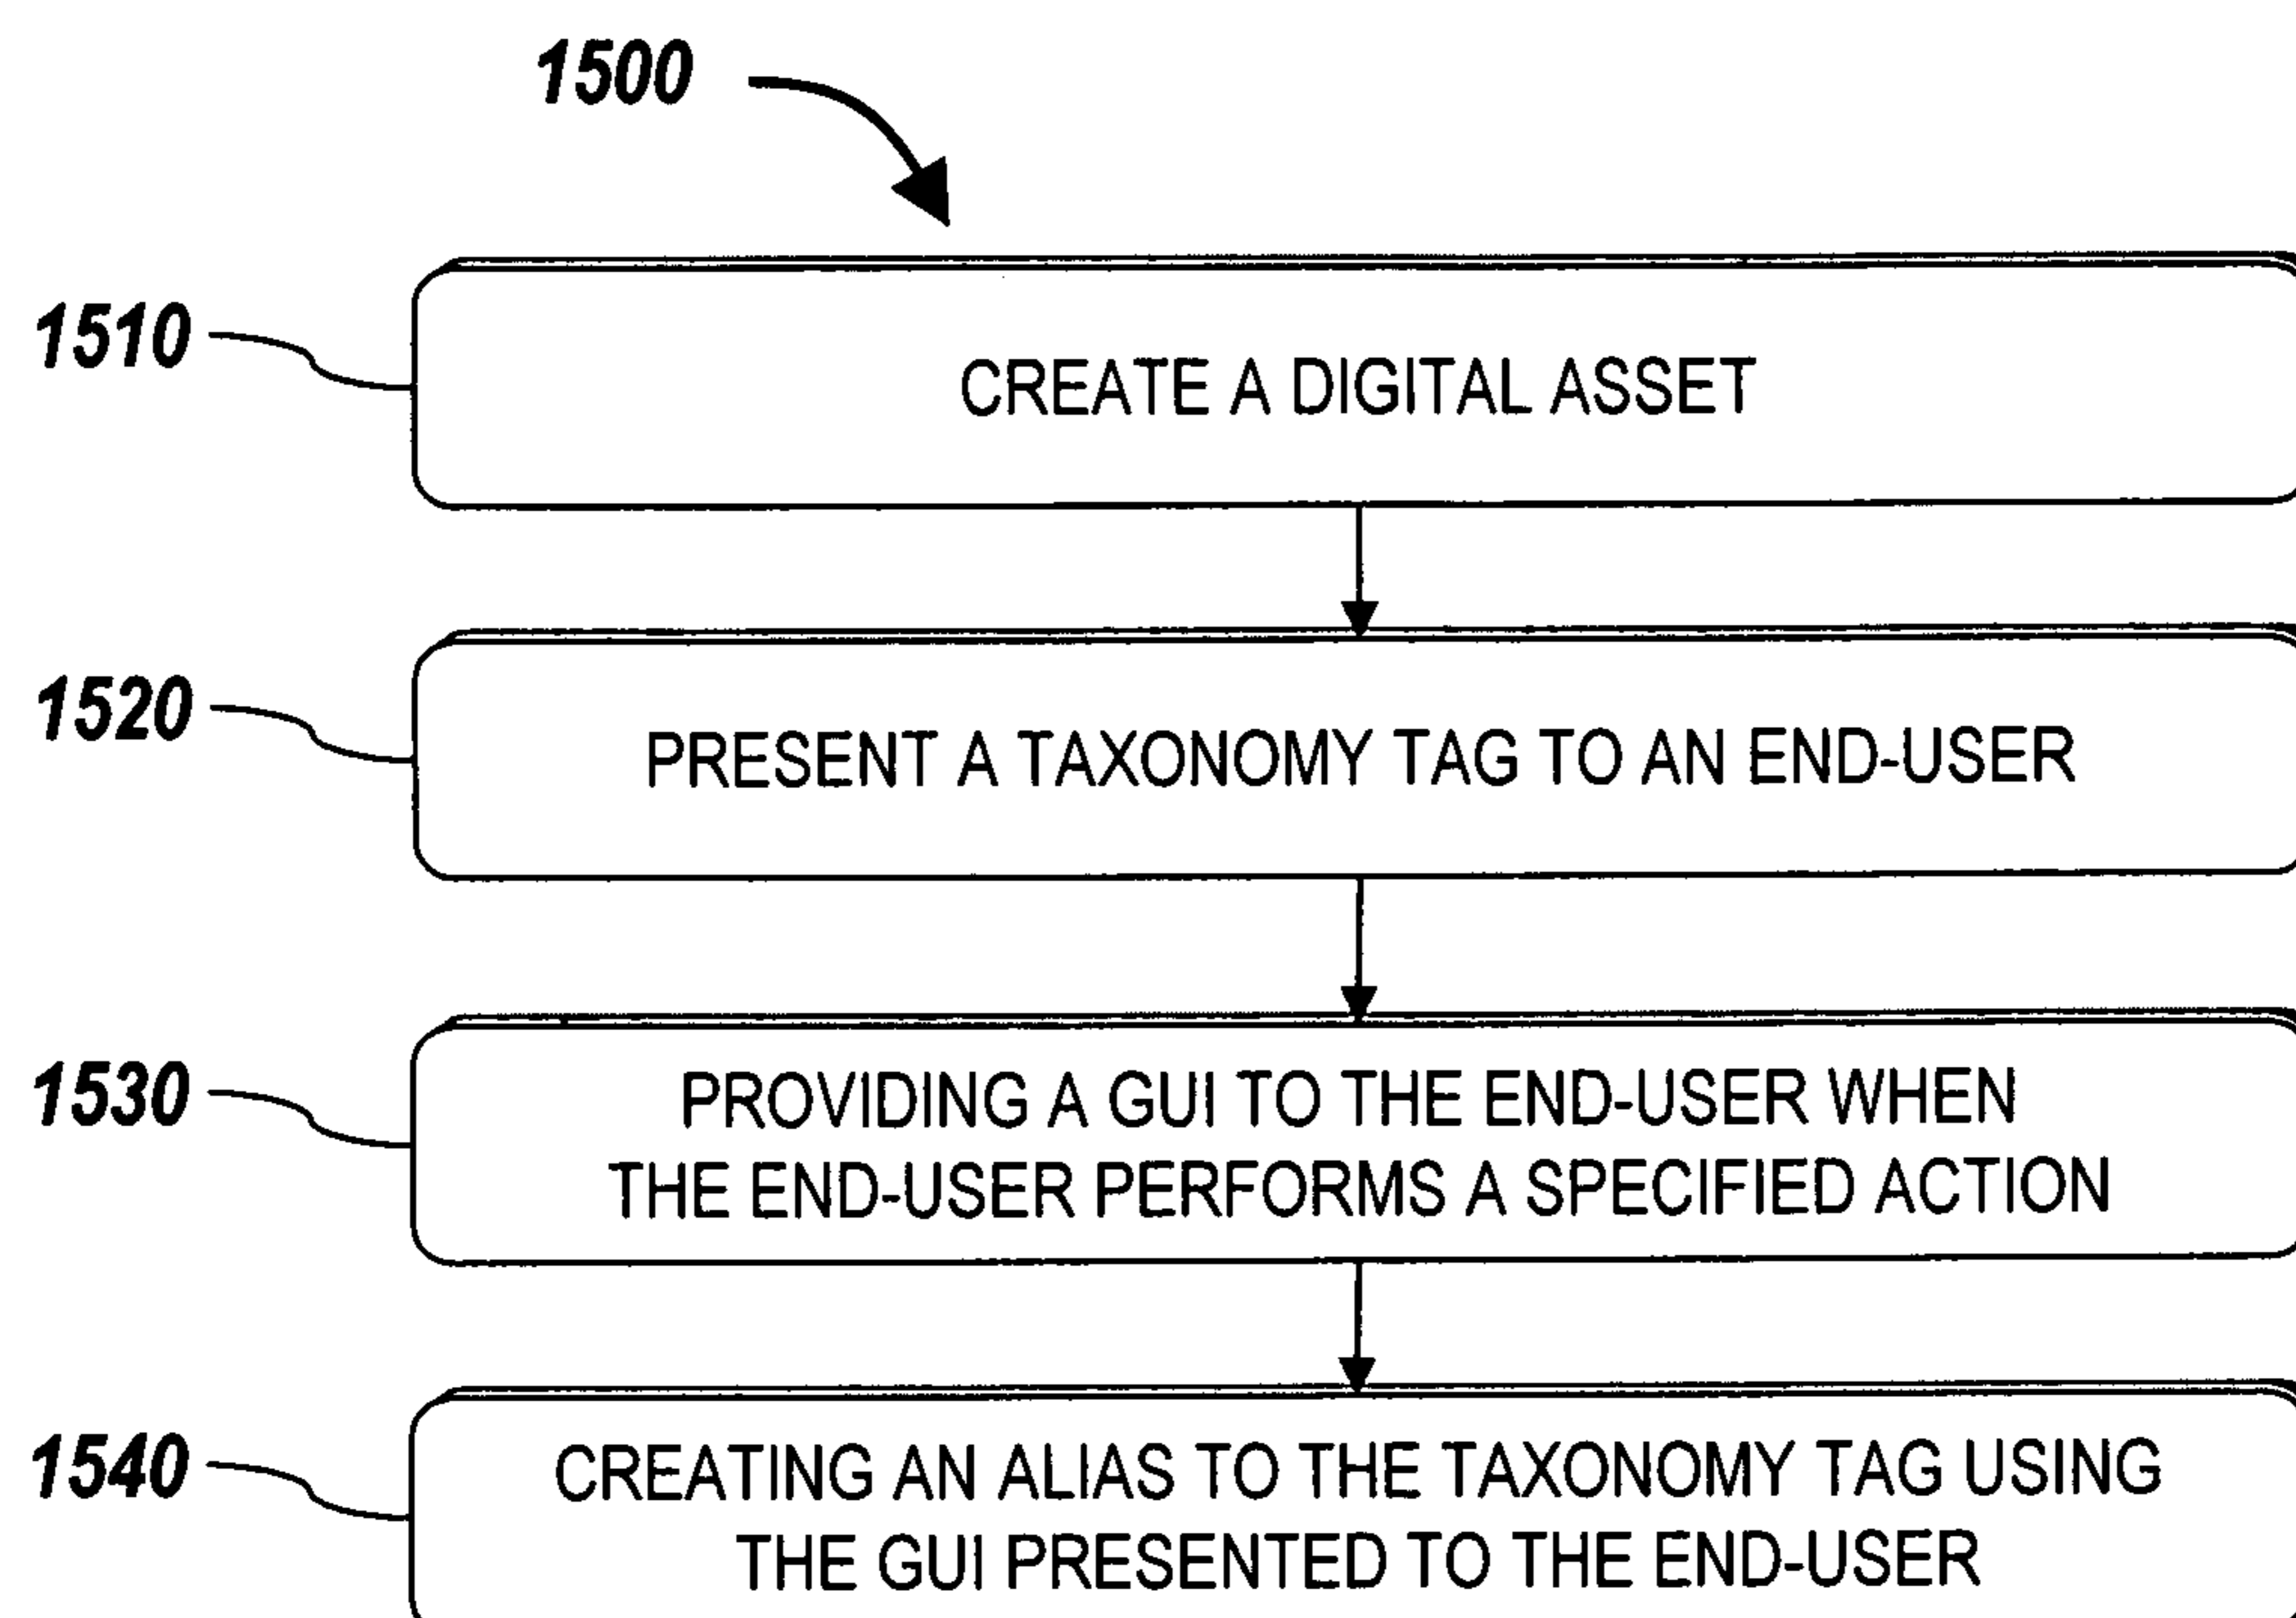 1500
1510
CREATE A DIGITAL ASSET
1520
PRESENT A TAXONOMY TAG TO AN END-USER
1530
PROVIDING A GUI TO THE END-USER WHEN
THE END-USER PERFORMS A SPECIFIED ACTION
1540
CREATING AN ALIAS TO THE TAXONOMY TAG USING
THE GUI PRESENTED TO THE END-USER